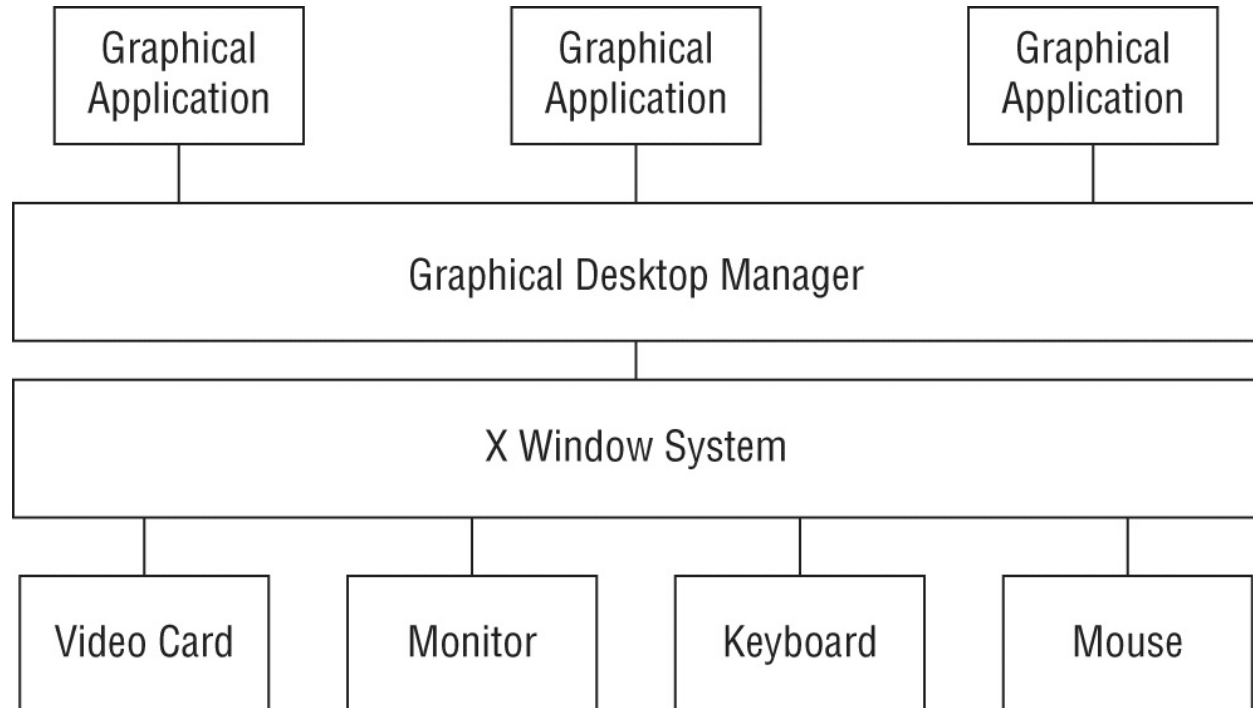 Graphical
Application
Graphical
Application
Graphical
Application
Graphical Desktop Manager
X Window System
Video Card
Monitor
Keyboard
Mouse